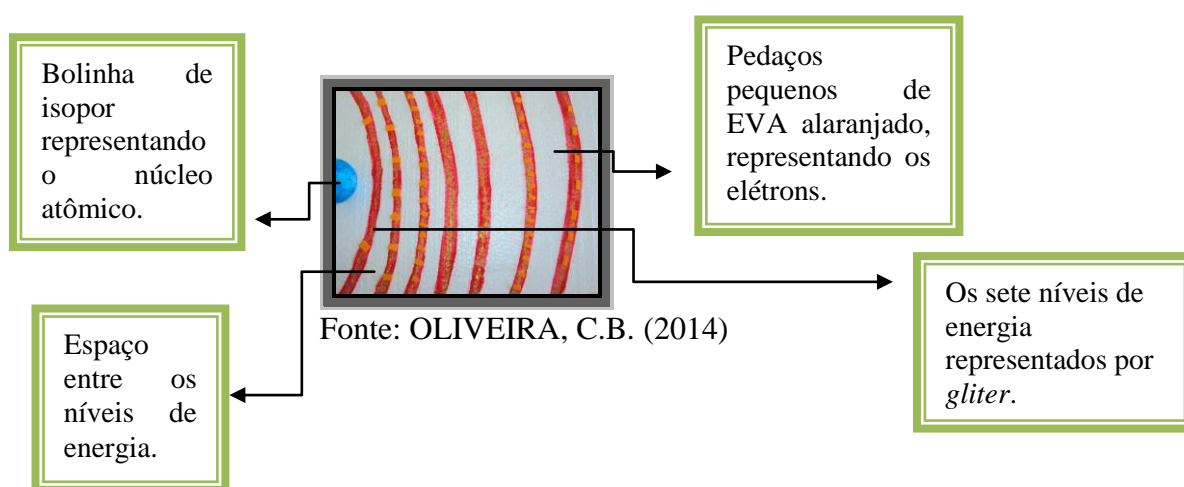 Bolinha de
isopor
representando
o núcleo
atômico.
Pedaços
pequenos de
EVA alaranjado,
representando os
elétrons.
Fonte: OLIVEIRA, C.B. (2014)
Espaço
entre os
níveis de
energia.
Os sete níveis de
energia
representados por
gliter.